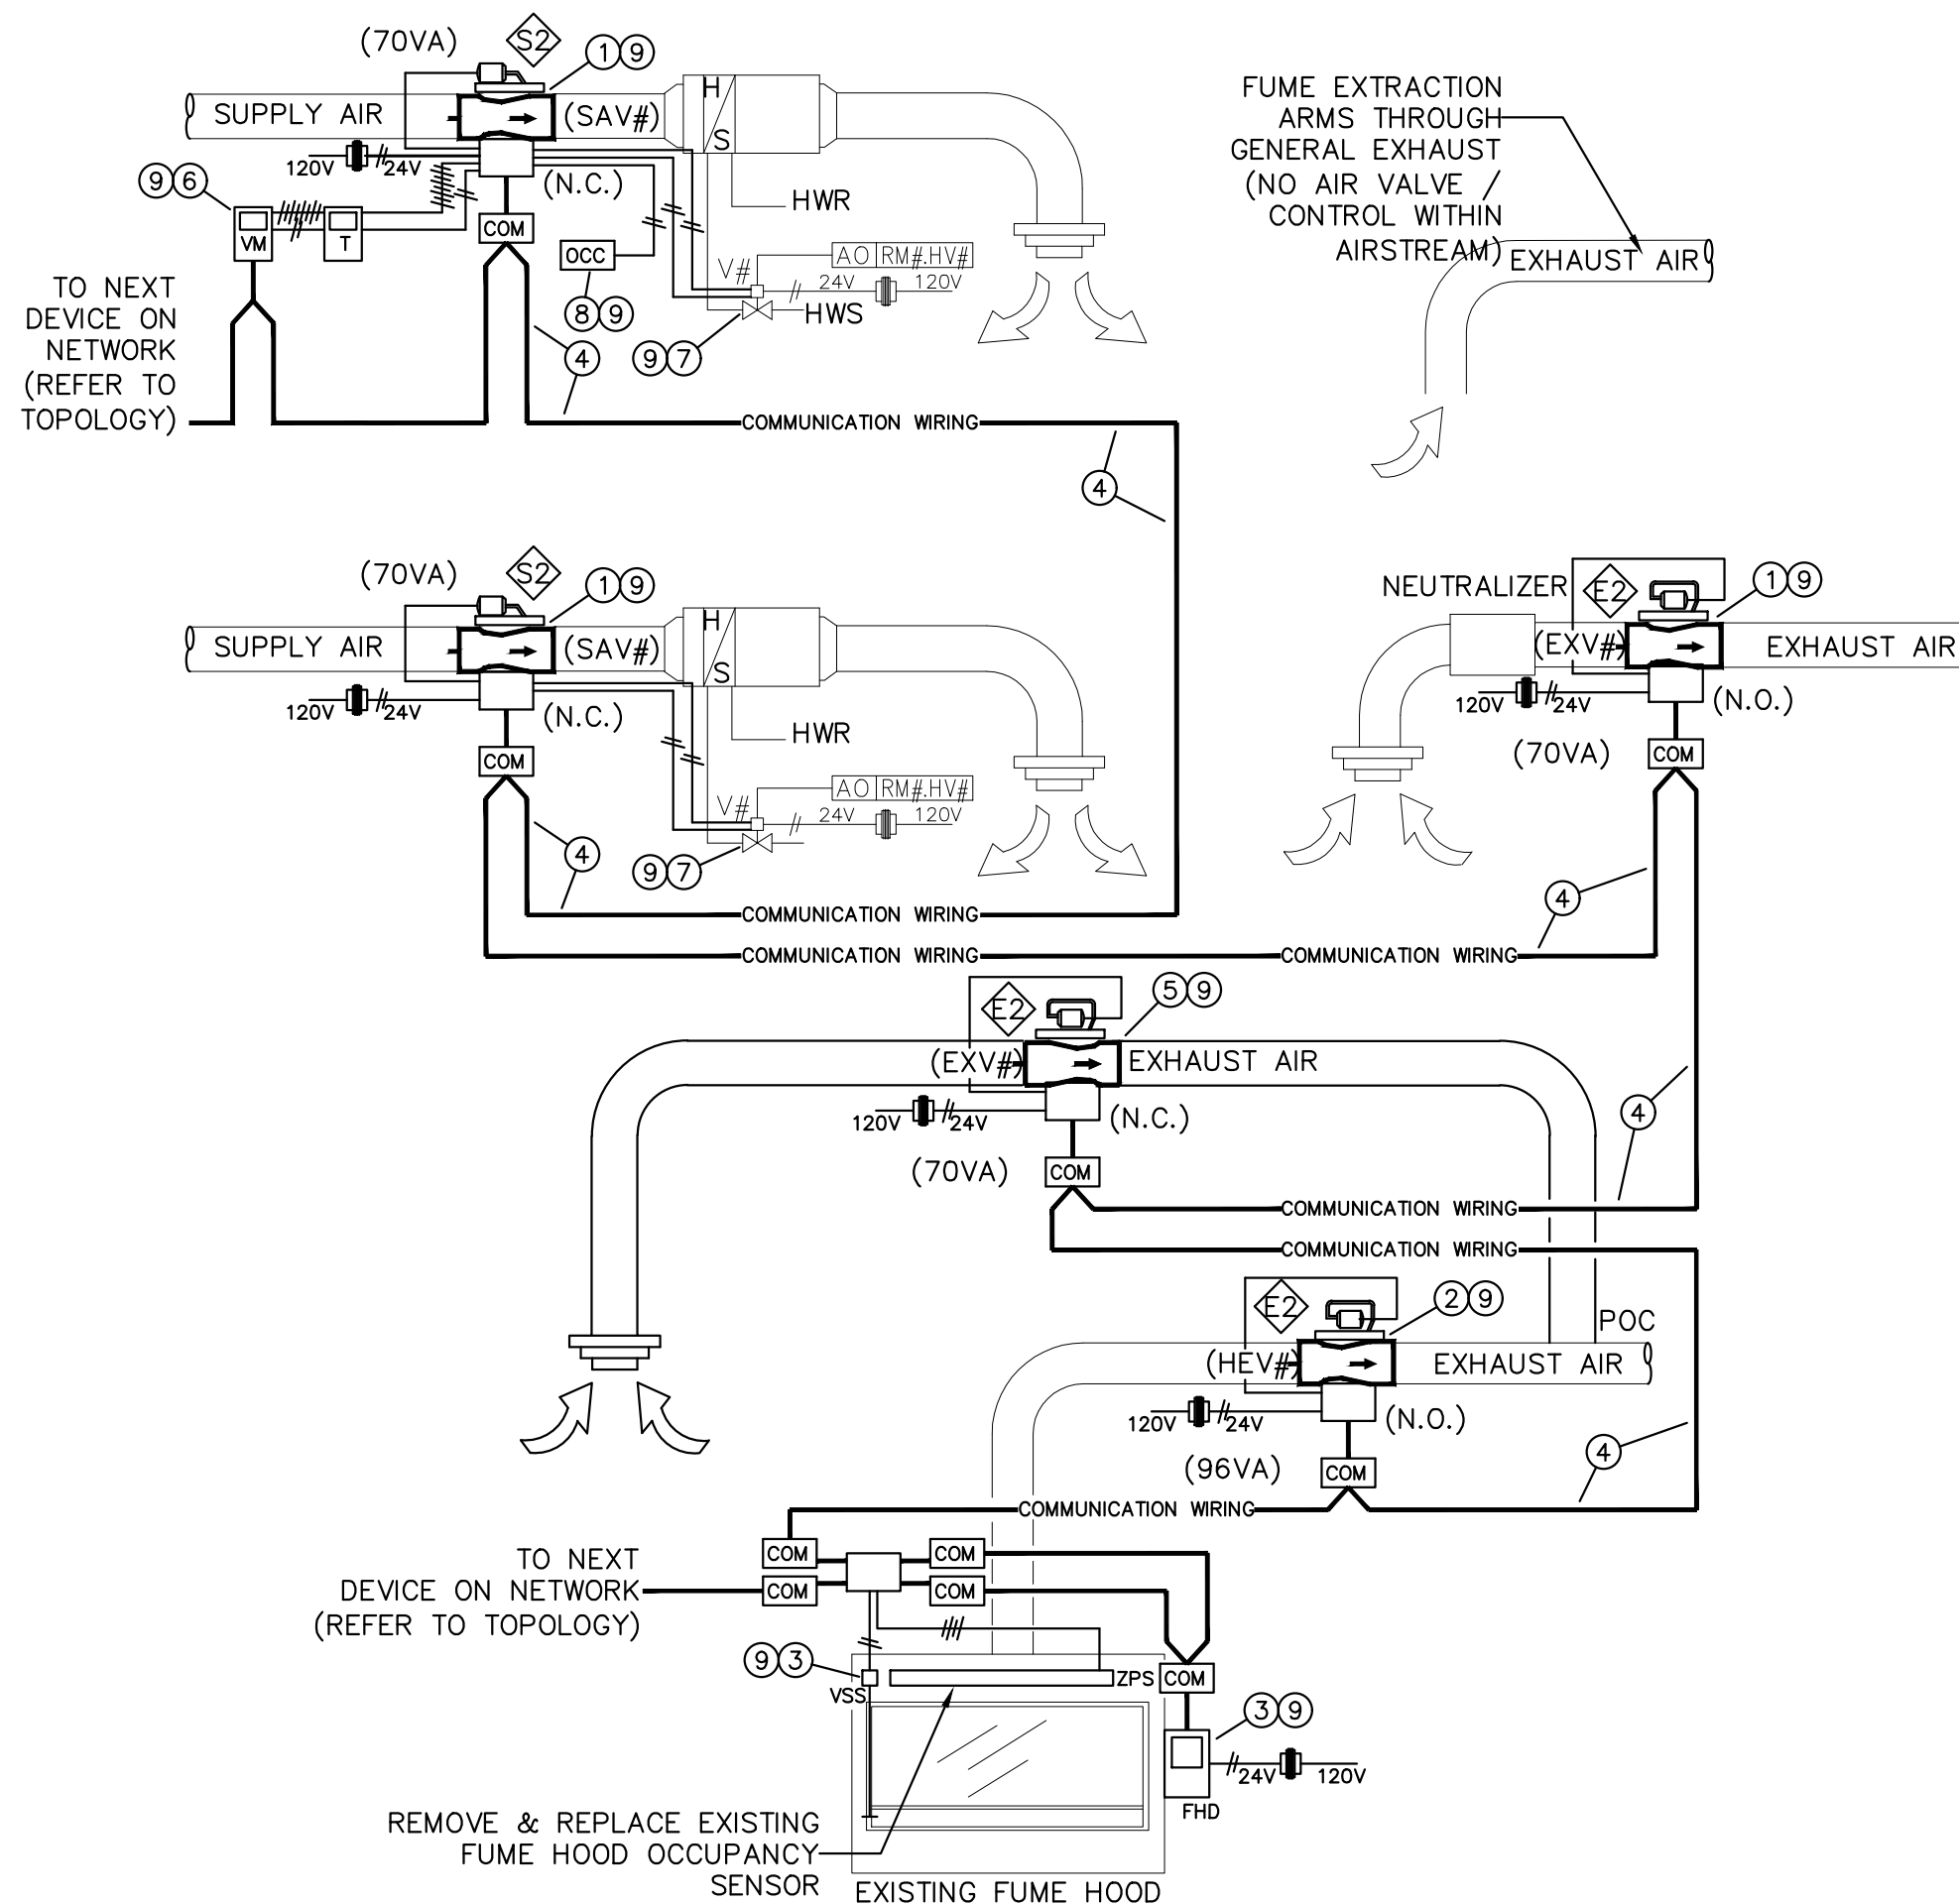 (70VA)
S2
1 9
SUPPLY AIR
(SAV#)
H
S
120V
24V
(N.C.)
9 6
VM
T
COM
OCC
8 9
HWR
V#
AO RM#.HV#
24V
120V
HWS
9 7
4
TO NEXT
DEVICE ON
NETWORK
(REFER TO
TOPOLOGY)
COMMUNICATION WIRING
4
FUME EXTRACTION
ARMS THROUGH
GENERAL EXHAUST
(NO AIR VALVE /
CONTROL WITHIN
AIRSTREAM)
EXHAUST AIR
(70VA)
S2
1 9
SUPPLY AIR
(SAV#)
H
S
120V
24V
(N.C.)
COM
HWR
V#
AO RM#.HV#
24V
120V
9 7
4
COMMUNICATION WIRING
COMMUNICATION WIRING
COMMUNICATION WIRING
NEUTRALIZER
E2
1 9
(EXV#)
EXHAUST AIR
120V
24V
(N.O.)
(70VA)
COM
4
E2
5 9
(EXV#)
EXHAUST AIR
120V
24V
(N.C.)
(70VA)
COM
4
COMMUNICATION WIRING
COMMUNICATION WIRING
E2
2 9
POC
(HEV#)
EXHAUST AIR
120V
24V
(N.O.)
(96VA)
COM
4
COMMUNICATION WIRING
TO NEXT
DEVICE ON NETWORK
(REFER TO TOPOLOGY)
COM
COM
COM
COM
9 3
VSS
ZPS
COM
3 9
24V
120V
FHD
REMOVE & REPLACE EXISTING
FUME HOOD OCCUPANCY
SENSOR
EXISTING FUME HOOD